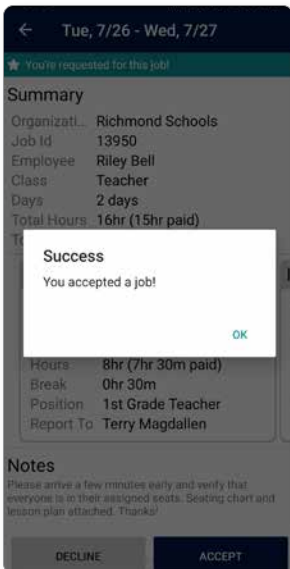 ← Tue, 7/26 - Wed, 7/27
You're requested for this job!
Summary
Organizati... Richmond Schools
Job Id 13950
Employee Riley Bell
Class Teacher
Days 2 days
Total Hours 16hr (15hr paid)
Success
You accepted a job!
OK
Hours 8hr (7hr 30m paid)
Break 0hr 30m
Position 1st Grade Teacher
Report To Terry Magdallen
Notes
Please arrive a few minutes early and verify that
everyone is in their assigned seats. Seating chart and
lesson plan attached. Thanks!
DECLINE ACCEPT